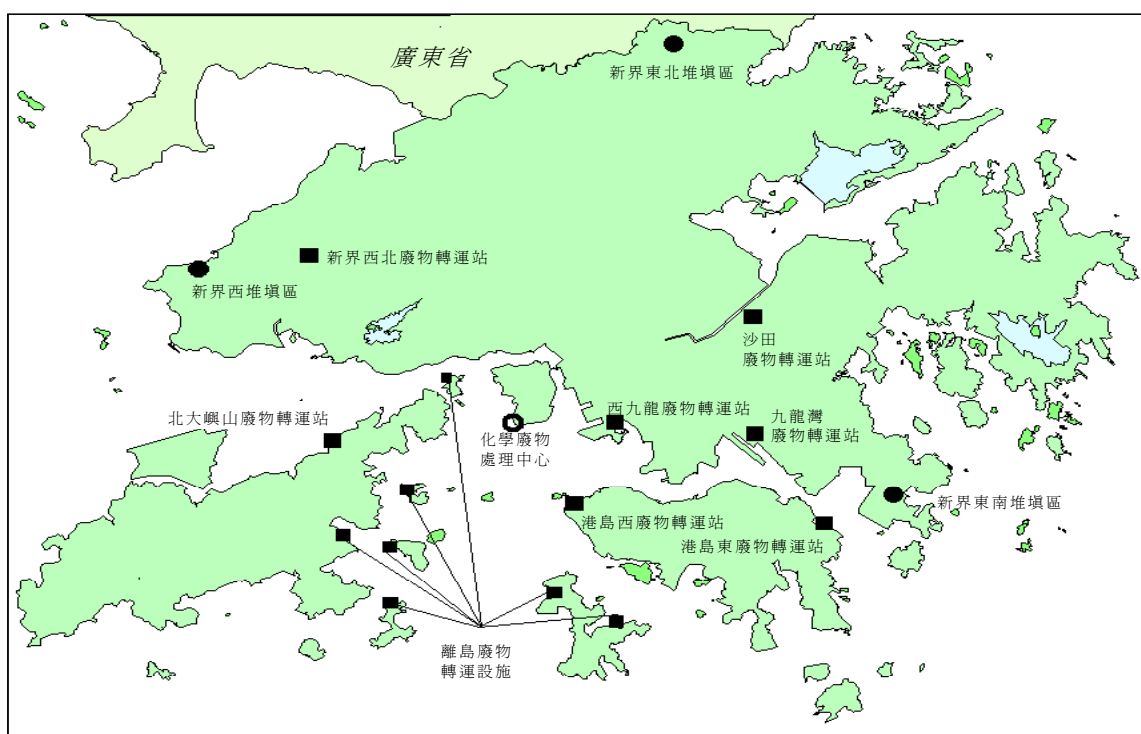 廣東省
新界東北堆填區
新界西北廢物轉運站
新界西堆填區
沙田
廢物轉運站
北大嶼山廢物轉運站
西九龍廢物轉運站
九龍灣
廢物轉運站
化學廢物
處理中心
新界東南堆填區
港島西廢物轉運站
港島東廢物轉運站
離島廢物
轉運設施